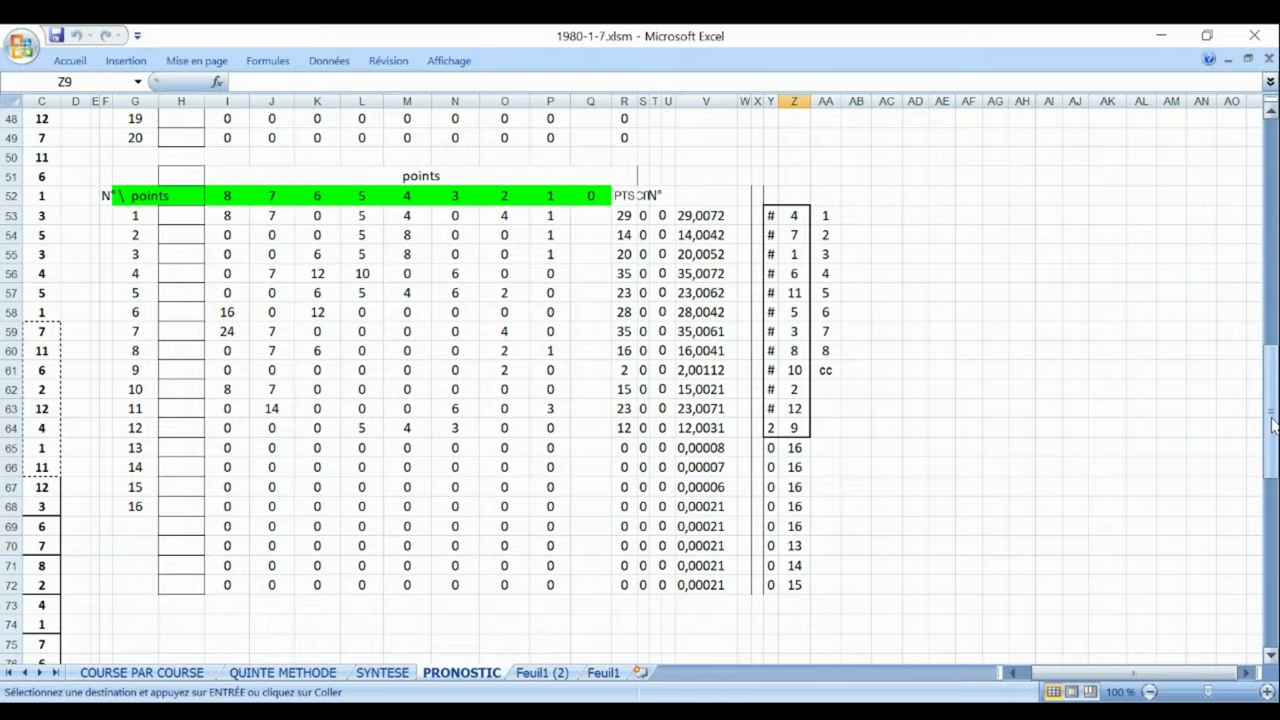 1980-1-7.xlsm - Microsoft Excel
Accueil Insertion Mise en page Formules Données Révision Affichage
Z9 fx
C D E F G H I J K L M N O P Q R S T U V W X Y Z AA AB AC AD AE AF AG AH AI AJ AK AL AM AN AO
48 12 19 0 0 0 0 0 0 0 0 0
49 7 20 0 0 0 0 0 0 0 0 0
50 11
51 6 points
52 1 N° \ points 8 7 6 5 4 3 2 1 0 PTS N°
53 3 1 8 7 0 5 4 0 4 1 29 0 0 29,0072 # 4 1
54 5 2 0 0 0 5 8 0 0 1 14 0 0 14,0042 # 7 2
55 3 3 0 0 6 5 8 0 0 1 20 0 0 20,0052 # 1 3
56 4 4 0 7 12 10 0 6 0 0 35 0 0 35,0072 # 6 4
57 5 5 0 0 6 5 4 6 2 0 23 0 0 23,0062 # 11 5
58 1 6 16 0 12 0 0 0 0 0 28 0 0 28,0042 # 5 6
59 7 7 24 7 0 0 0 0 4 0 35 0 0 35,0061 # 3 7
60 11 8 0 7 6 0 0 0 2 1 16 0 0 16,0041 # 8 8
61 6 9 0 0 0 0 0 0 2 0 2 0 0 2,00112 # 10 cc
62 2 10 8 7 0 0 0 0 0 0 15 0 0 15,0021 # 2
63 12 11 0 14 0 0 0 6 0 3 23 0 0 23,0071 # 12
64 4 12 0 0 0 5 4 3 0 0 12 0 0 12,0031 2 9
65 1 13 0 0 0 0 0 0 0 0 0 0 0 0,00008 0 16
66 11 14 0 0 0 0 0 0 0 0 0 0 0 0,00007 0 16
67 12 15 0 0 0 0 0 0 0 0 0 0 0 0,00006 0 16
68 3 16 0 0 0 0 0 0 0 0 0 0 0 0,00021 0 16
69 6 0 0 0 0 0 0 0 0 0 0 0 0,00021 0 16
70 7 0 0 0 0 0 0 0 0 0 0 0 0,00021 0 13
71 8 0 0 0 0 0 0 0 0 0 0 0 0,00021 0 14
72 2 0 0 0 0 0 0 0 0 0 0 0 0,00021 0 15
73 4
74 1
75 7
COURSE PAR COURSE QUINTE METHODE SYNTESE PRONOSTIC Feuil1 (2) Feuil1
Sélectionnez une destination et appuyez sur ENTRÉE ou cliquez sur Coller 100 %